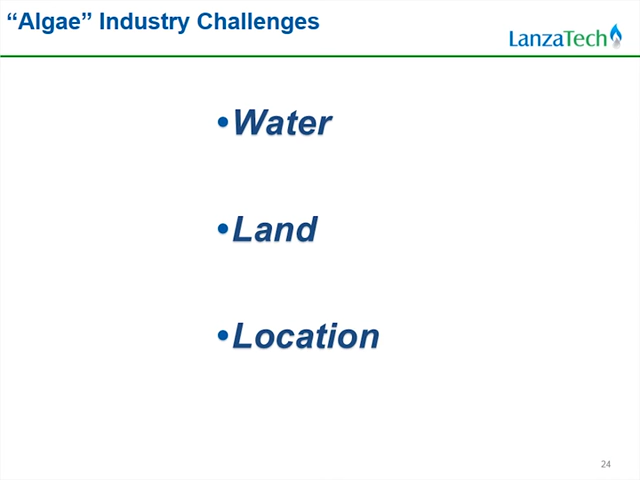 “Algae” Industry Challenges
LanzaTech
•Water
•Land
•Location
24